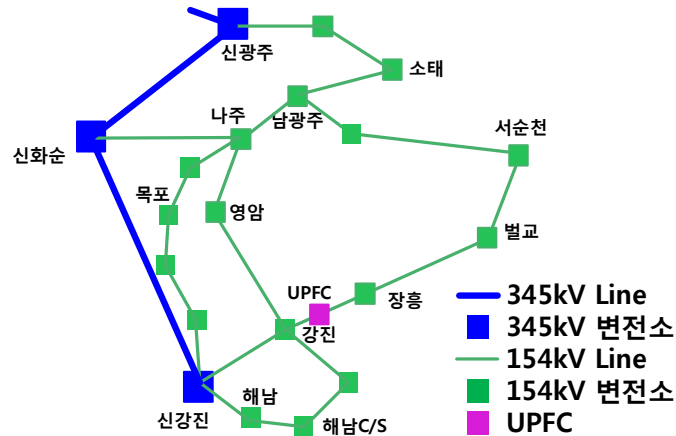 신광주
소태
나주
남광주
서순천
신화순
목포
영암
벌교
UPFC
장흥
강진
해남
신강진
해남C/S
345kV Line
345kV 변전소
154kV Line
154kV 변전소
UPFC